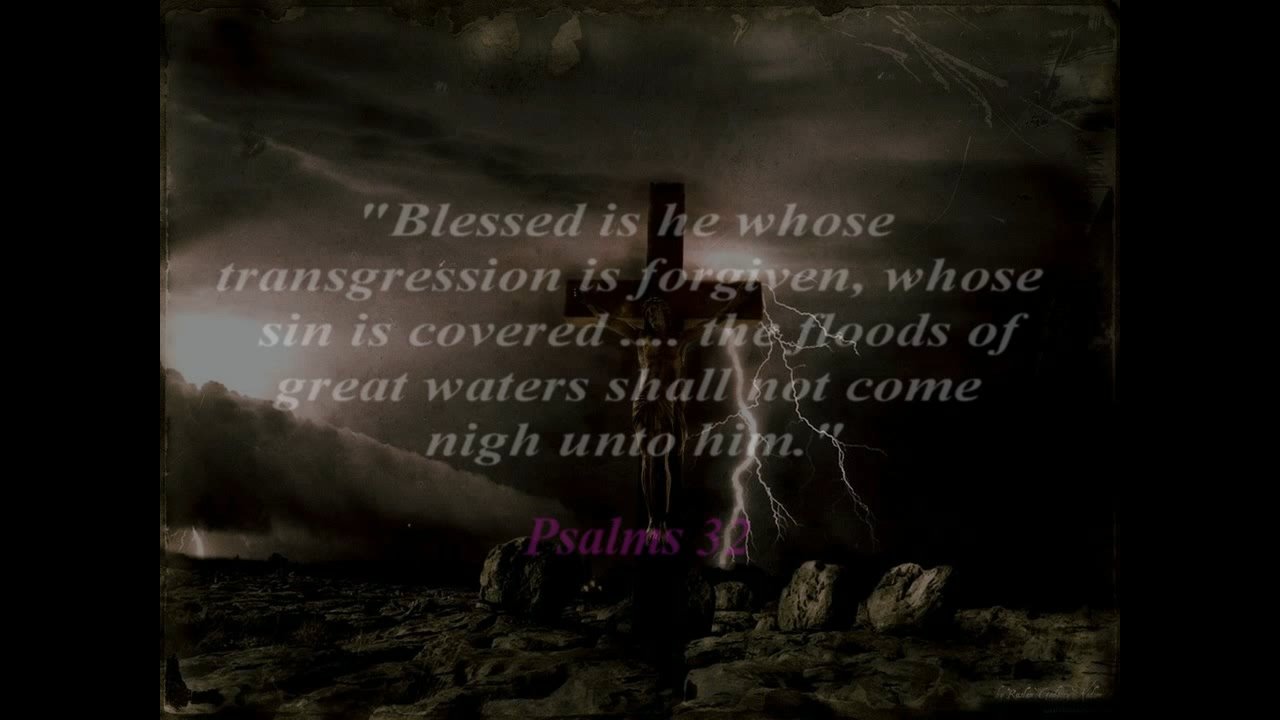 "Blessed is he whose
transgression is forgiven, whose
sin is covered .... the floods of
great waters shall not come
nigh unto him."
Psalms 32